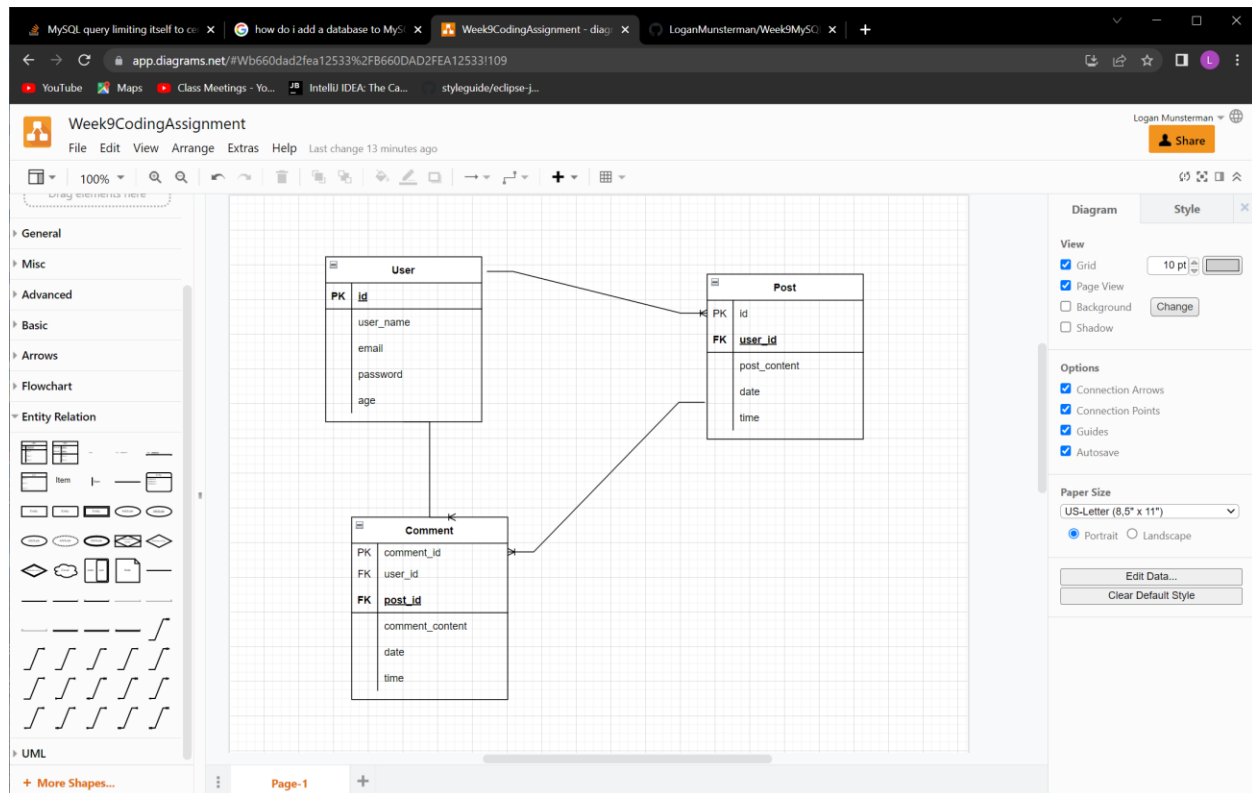 MySQL query limiting itself to cer
how do i add a database to MyS
Week9CodingAssignment - diag
LoganMunsterman/Week9MySQ
app.diagrams.net/#Wb660dad2fea12533%2FB660DAD2FEA12533!109
L
YouTube
Maps
Class Meetings - Yo...
JB
IntelliJ IDEA: The Ca...
styleguide/eclipse-j...
Week9CodingAssignment
Logan Munsterman
File Edit View Arrange Extras Help Last change 13 minutes ago
Share
100%
Drag elements here
General
Misc
Advanced
Basic
Arrows
Flowchart
Entity Relation
Item
UML
+ More Shapes...
User
PK id
user_name
email
password
age
Post
PK id
FK user_id
post_content
date
time
Comment
PK comment_id
FK user_id
FK post_id
comment_content
date
time
Page-1
Diagram
Style
View
Grid
10 pt
Page View
Background
Change
Shadow
Options
Connection Arrows
Connection Points
Guides
Autosave
Paper Size
US-Letter (8,5" x 11")
Portrait
Landscape
Edit Data...
Clear Default Style